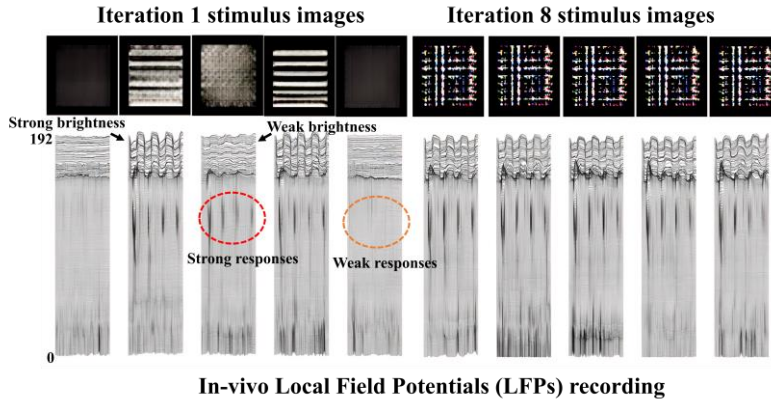 Iteration 1 stimulus images
Iteration 8 stimulus images
Strong brightness
Weak brightness
192
Strong responses
Weak responses
0
In-vivo Local Field Potentials (LFPs) recording